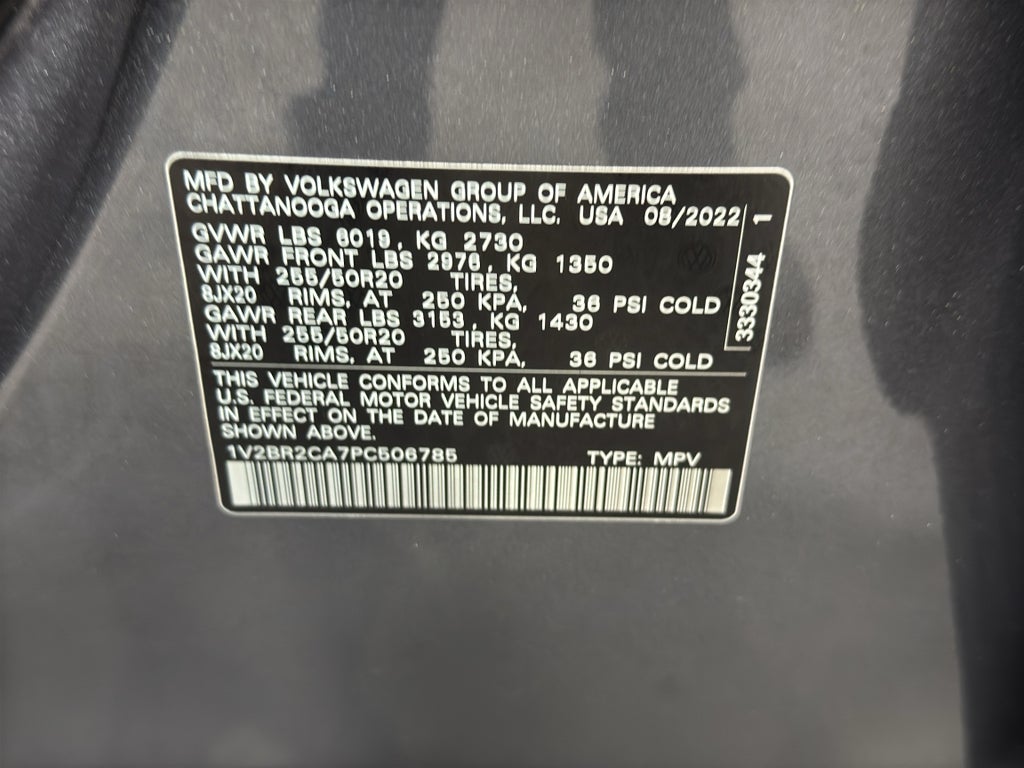 MFD BY VOLKSWAGEN GROUP OF AMERICA
CHATTANOOGA OPERATIONS, LLC. USA 08/2022
GVWR LBS 6019, KG 2730
GAWR FRONT LBS 2976, KG 1350
WITH 255/50R20 TIRES,
8JX20 RIMS, AT 250 KPA, 36 PSI COLD
GAWR REAR LBS 3153, KG 1430
WITH 255/50R20 TIRES,
8JX20 RIMS, AT 250 KPA, 36 PSI COLD
THIS VEHICLE CONFORMS TO ALL APPLICABLE
U.S. FEDERAL MOTOR VEHICLE SAFETY STANDARDS
IN EFFECT ON THE DATE OF MANUFACTURE
SHOWN ABOVE.
1V2BR2CA7PC506785 TYPE: MPV
3330344 1